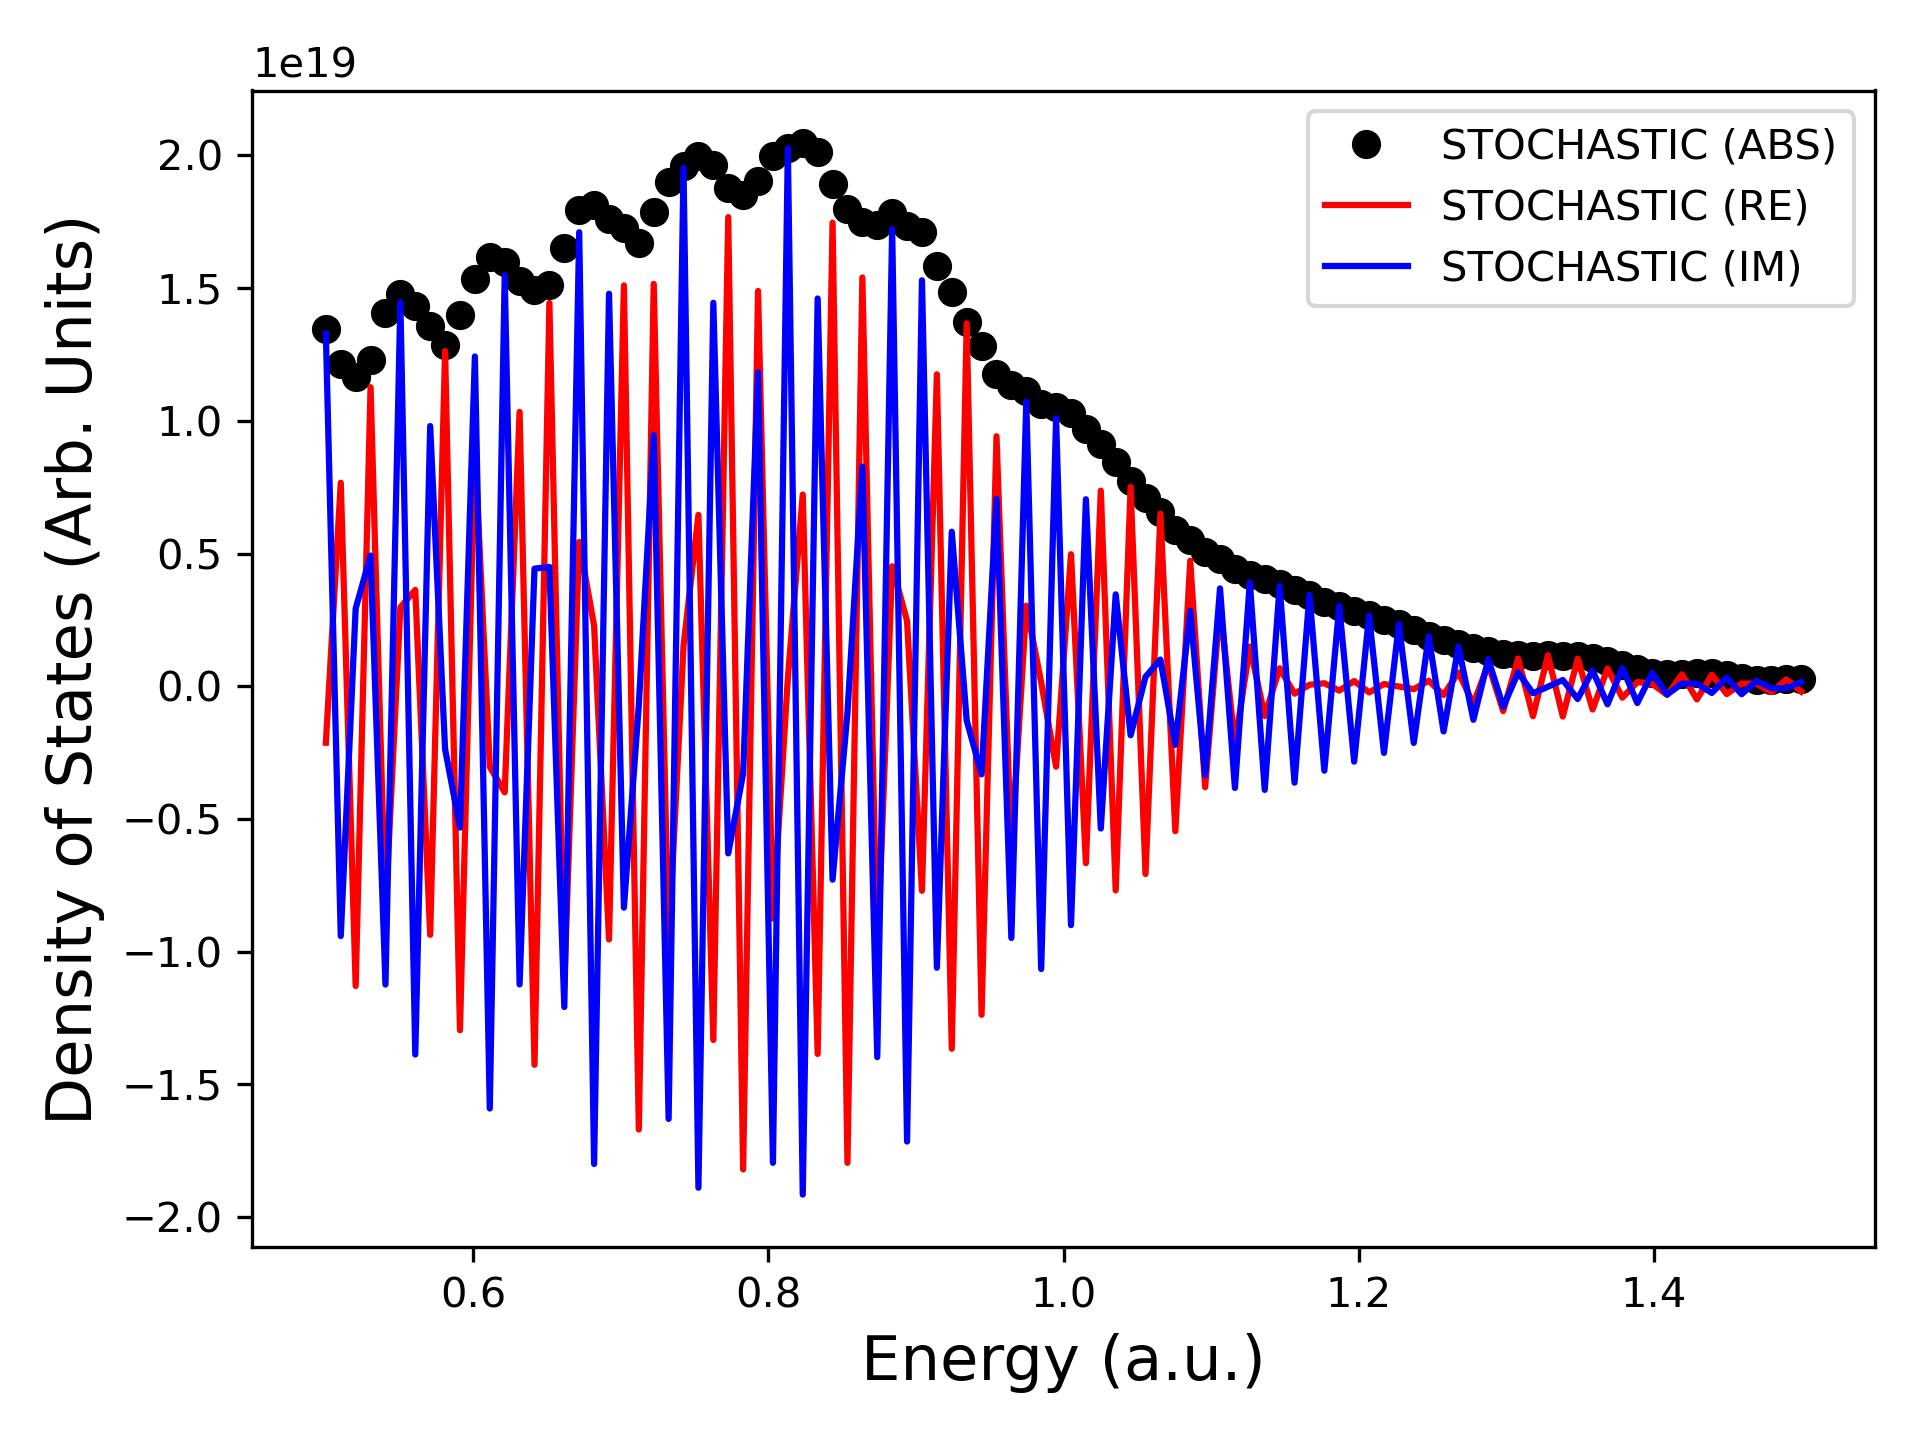 1e19
2.0
1.5
1.0
0.5
0.0
−0.5
−1.0
−1.5
−2.0
Density of States (Arb. Units)
STOCHASTIC (ABS)
STOCHASTIC (RE)
STOCHASTIC (IM)
0.6 0.8 1.0 1.2 1.4
Energy (a.u.)